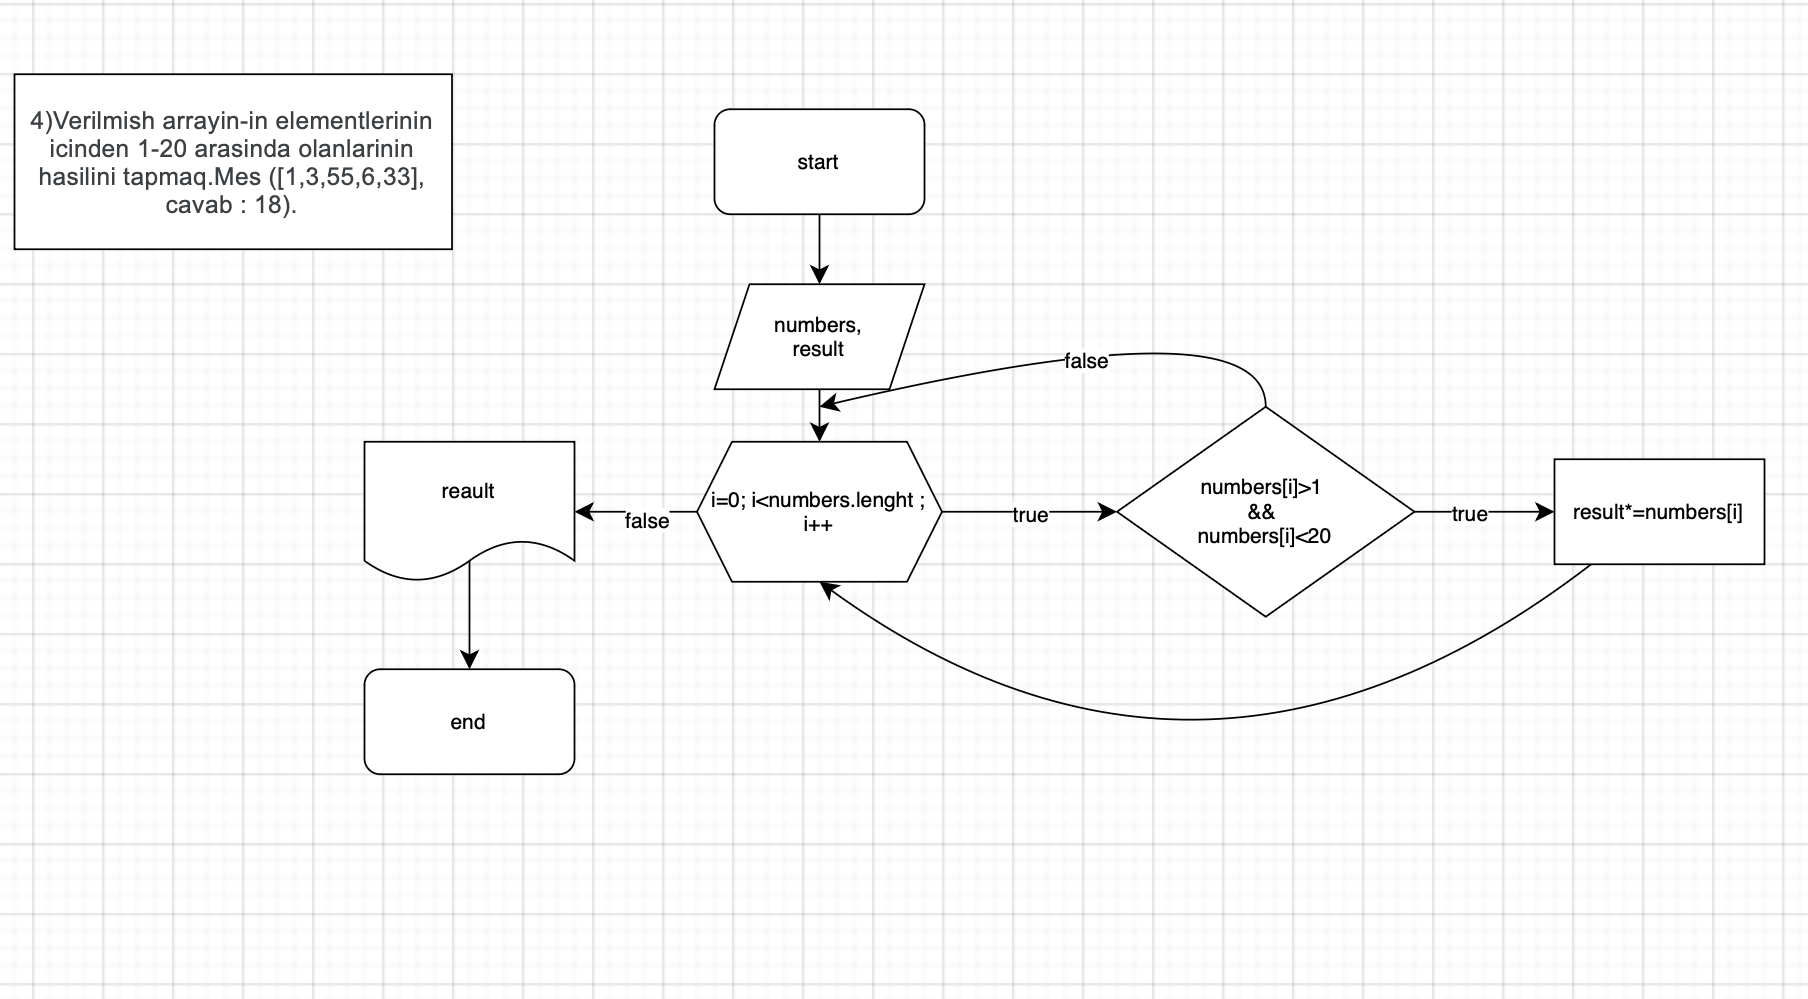 4)Verilmish arrayin-in elementlerinin
icinden 1-20 arasinda olanlarinin
hasilini tapmaq.Mes ([1,3,55,6,33],
cavab : 18).
start
numbers,
result
false
reault
false
i=0; i<numbers.lenght ;
i++
true
numbers[i]>1
&&
numbers[i]<20
true
result*=numbers[i]
end